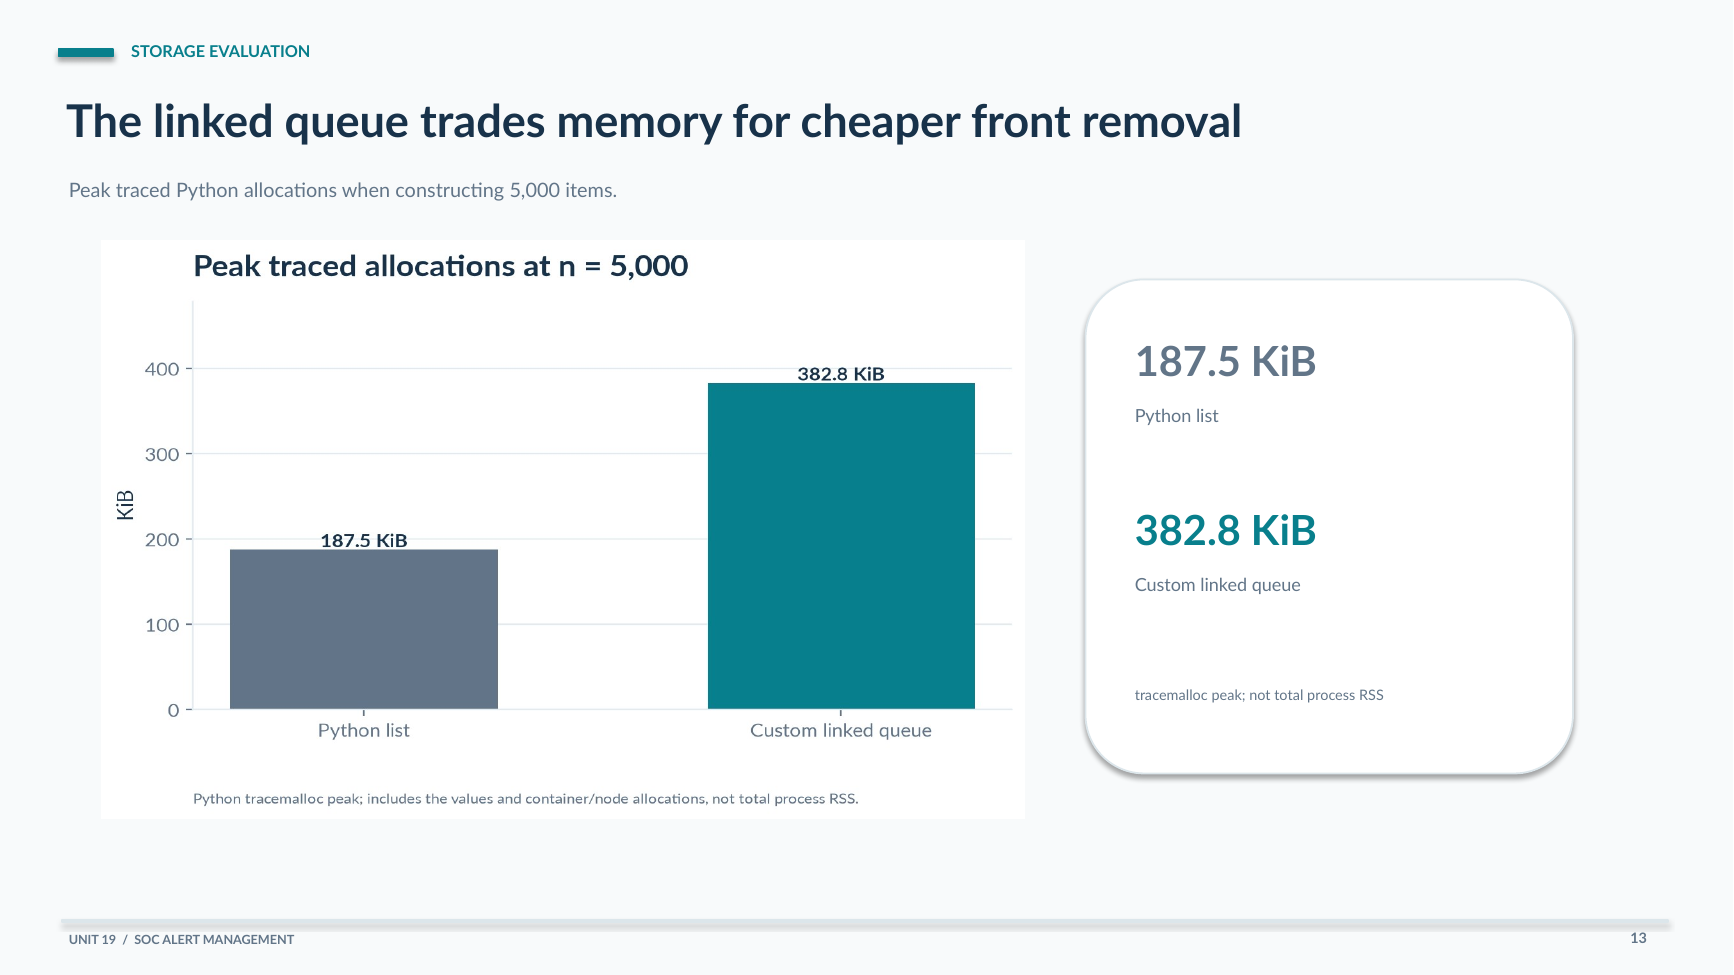 STORAGE EVALUATION
The linked queue trades memory for cheaper front removal
Peak traced Python allocations when constructing 5,000 items.
Peak traced allocations at n = 5,000
400
300
200
100
0
KiB
187.5 KiB
382.8 KiB
Python list
Custom linked queue
Python tracemalloc peak; includes the values and container/node allocations, not total process RSS.
187.5 KiB
Python list
382.8 KiB
Custom linked queue
tracemalloc peak; not total process RSS
UNIT 19 / SOC ALERT MANAGEMENT
13